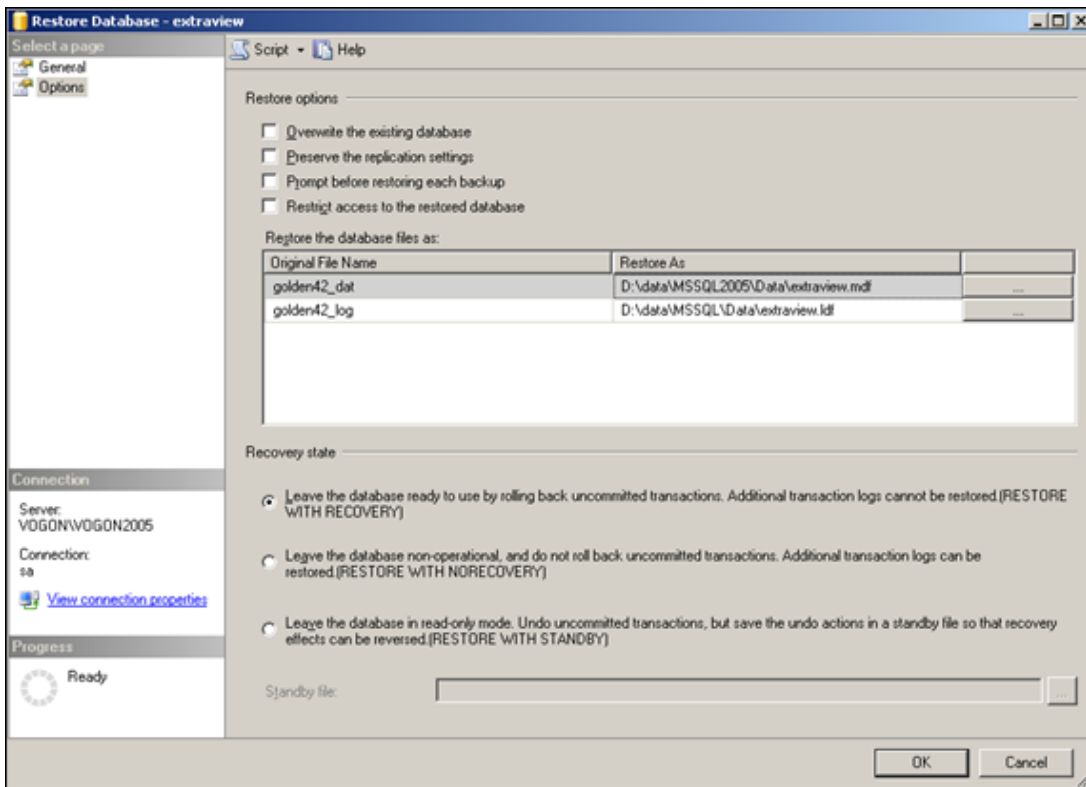 Restore Database - extraview
Select a page
General
Options
Script
Help
Restore options
Overwrite the existing database
Preserve the replication settings
Prompt before restoring each backup
Restrict access to the restored database
Restore the database files as:
Original File Name Restore As
golden42_dat D:\data\MSSQL2005\Data\extraview.mdf ...
golden42_log D:\data\MSSQL\Data\extraview.ldf ...
Recovery state
Leave the database ready to use by rolling back uncommitted transactions. Additional transaction logs cannot be restored.(RESTORE
WITH RECOVERY)
Leave the database non-operational, and do not roll back uncommitted transactions. Additional transaction logs can be
restored.(RESTORE WITH NORECOVERY)
Leave the database in read-only mode. Undo uncommitted transactions, but save the undo actions in a standby file so that recovery
effects can be reversed.(RESTORE WITH STANDBY)
Standby file: ...
Connection
Server:
VOGON\VOGON2005
Connection:
sa
View connection properties
Progress
Ready
OK Cancel